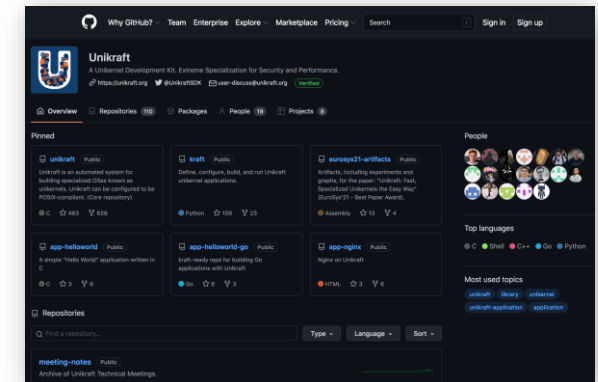 Why GitHub? Team Enterprise Explore Marketplace Pricing Search / Sign in Sign up
Unikraft
A Unikernel Development Kit. Extreme Specialization for Security and Performance.
https://unikraft.org @UnikraftSDK user-discuss@unikraft.org Verified
Overview Repositories 110 Packages People 19 Projects 8
Pinned
People
unikraft Public
Unikraft is an automated system for
building specialized OSes known as
unikernels. Unikraft can be configured to be
POSIX-compliant. (Core repository)
C 463 628
kraft Public
Define, configure, build, and run Unikraft
unikernel applications.
Python 109 23
eurosys21-artifacts Public
Artifacts, including experiments and
graphs, for the paper: "Unikraft: Fast,
Specialized Unikernels the Easy Way"
(EuroSys'21 - Best Paper Award).
Assembly 13 4
app-helloworld Public
A simple "Hello World" application written in
C
C 3 6
app-helloworld-go Public
kraft-ready repo for building Go
applications with Unikraft
Go 6 3
app-nginx Public
Nginx on Unikraft
HTML 3 6
Top languages
C Shell C++ Go Python
Most used topics
unikraft library unikernel
unikraft-application application
Repositories
Find a repository... Type Language Sort
meeting-notes Public
Archive of Unikraft Technical Meetings.